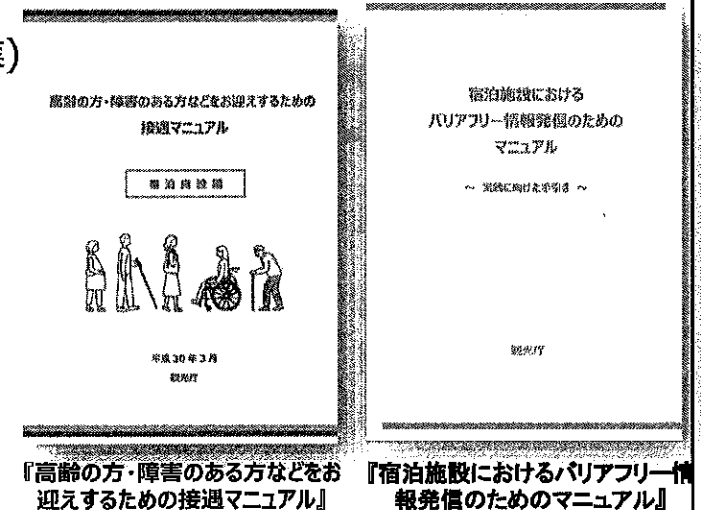 )
高齢の方・障害のある方などをお迎えするための
接遇マニュアル
宿泊施設編
平成30年3月
観光庁
宿泊施設における
バリアフリー情報発信のための
マニュアル
～ 実践に向けた手引き ～
観光庁
『高齢の方・障害のある方などをお
迎えするための接遇マニュアル』
『宿泊施設におけるバリアフリー情
報発信のためのマニュアル』